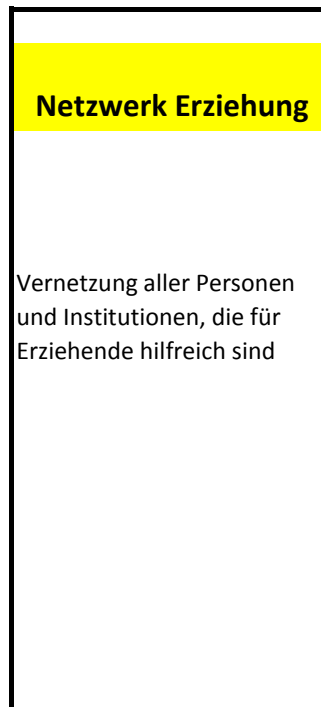 Netzwerk Erziehung
Vernetzung aller Personen
und Institutionen, die für
Erziehende hilfreich sind